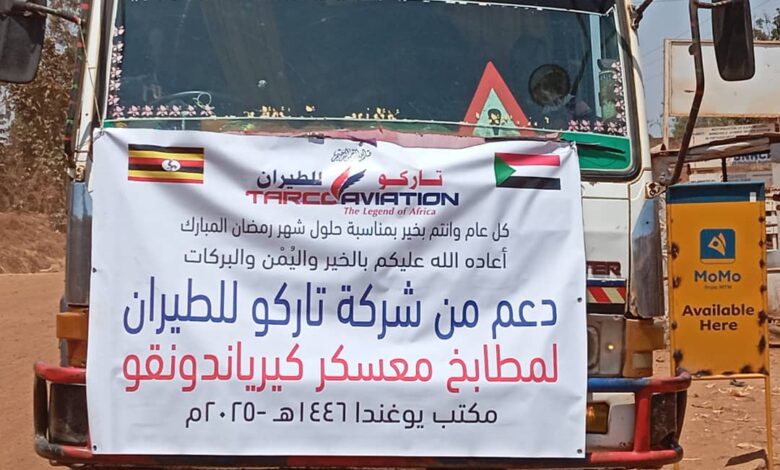 تاركو للطيران
TARCO AVIATION
The Legend of Africa
كل عام وانتم بخير بمناسبة حلول شهر رمضان المبارك
أعاده الله عليكم بالخير واليُمْن والبركات
دعم من شركة تاركو للطيران
لمطابخ معسكر كيرياندونقو
مكتب يوغندا ١٤٤٦هـ -٢٠٢٥م
MoMo
from MTN
Available
Here